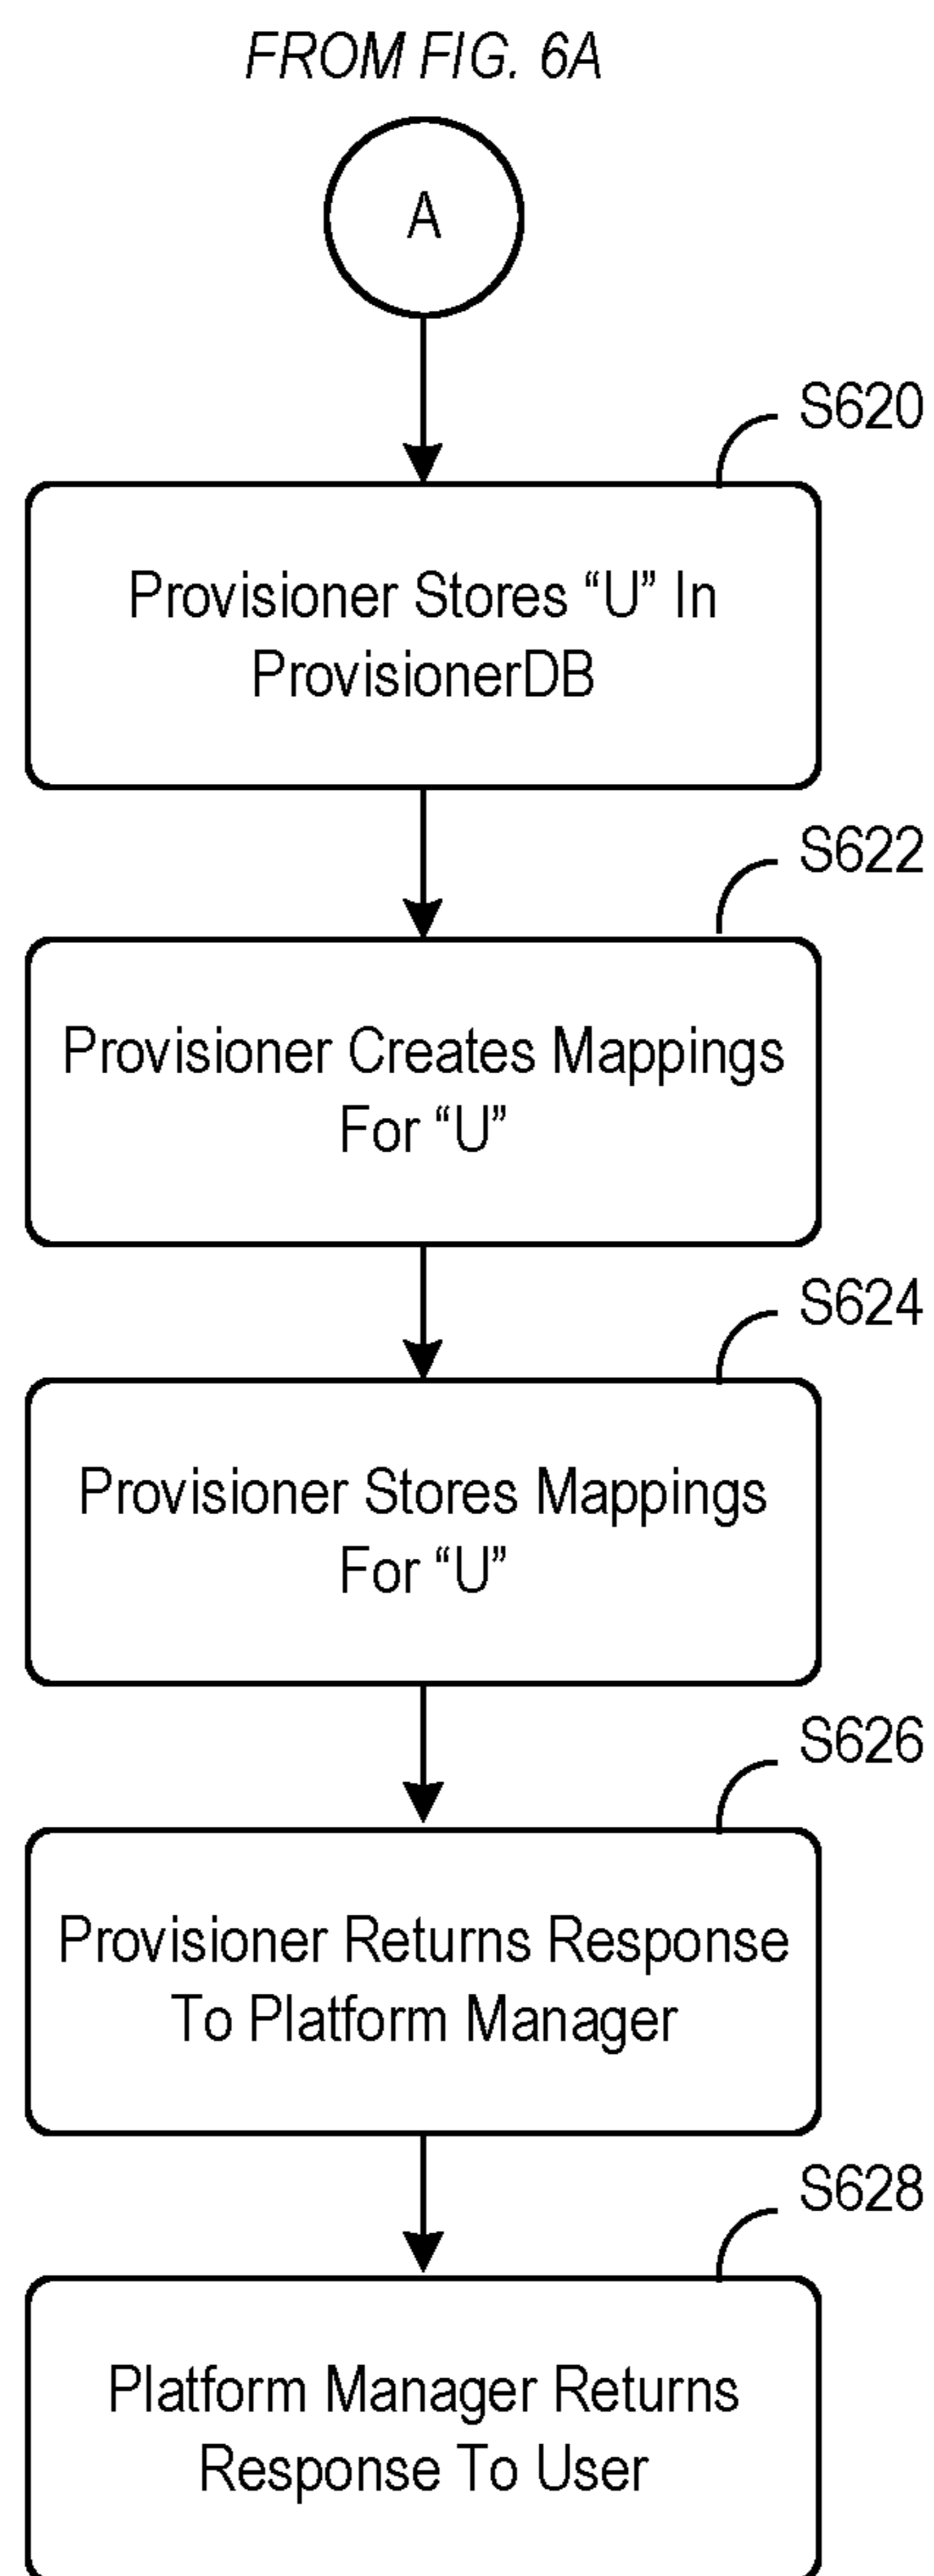 FROM FIG. 6A
A
S620
Provisioner Stores “U” In
ProvisionerDB
S622
Provisioner Creates Mappings
For “U”
S624
Provisioner Stores Mappings
For “U”
S626
Provisioner Returns Response
To Platform Manager
S628
Platform Manager Returns
Response To User